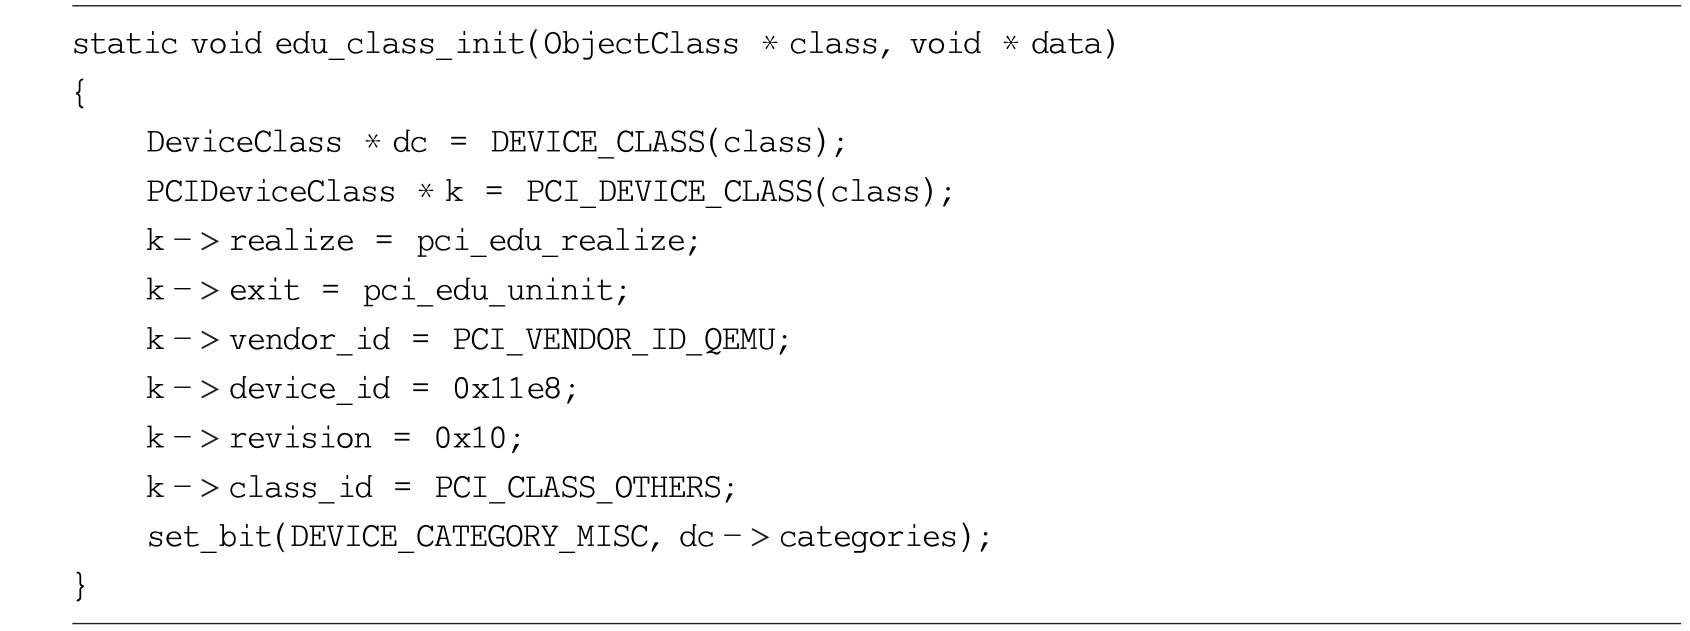 static void edu_class_init(ObjectClass * class, void * data)
{
    DeviceClass * dc = DEVICE_CLASS(class);
    PCIDeviceClass * k = PCI_DEVICE_CLASS(class);
    k -> realize = pci_edu_realize;
    k -> exit = pci_edu_uninit;
    k -> vendor_id = PCI_VENDOR_ID_QEMU;
    k -> device_id = 0x11e8;
    k -> revision = 0x10;
    k -> class_id = PCI_CLASS_OTHERS;
    set_bit(DEVICE_CATEGORY_MISC, dc -> categories);
}